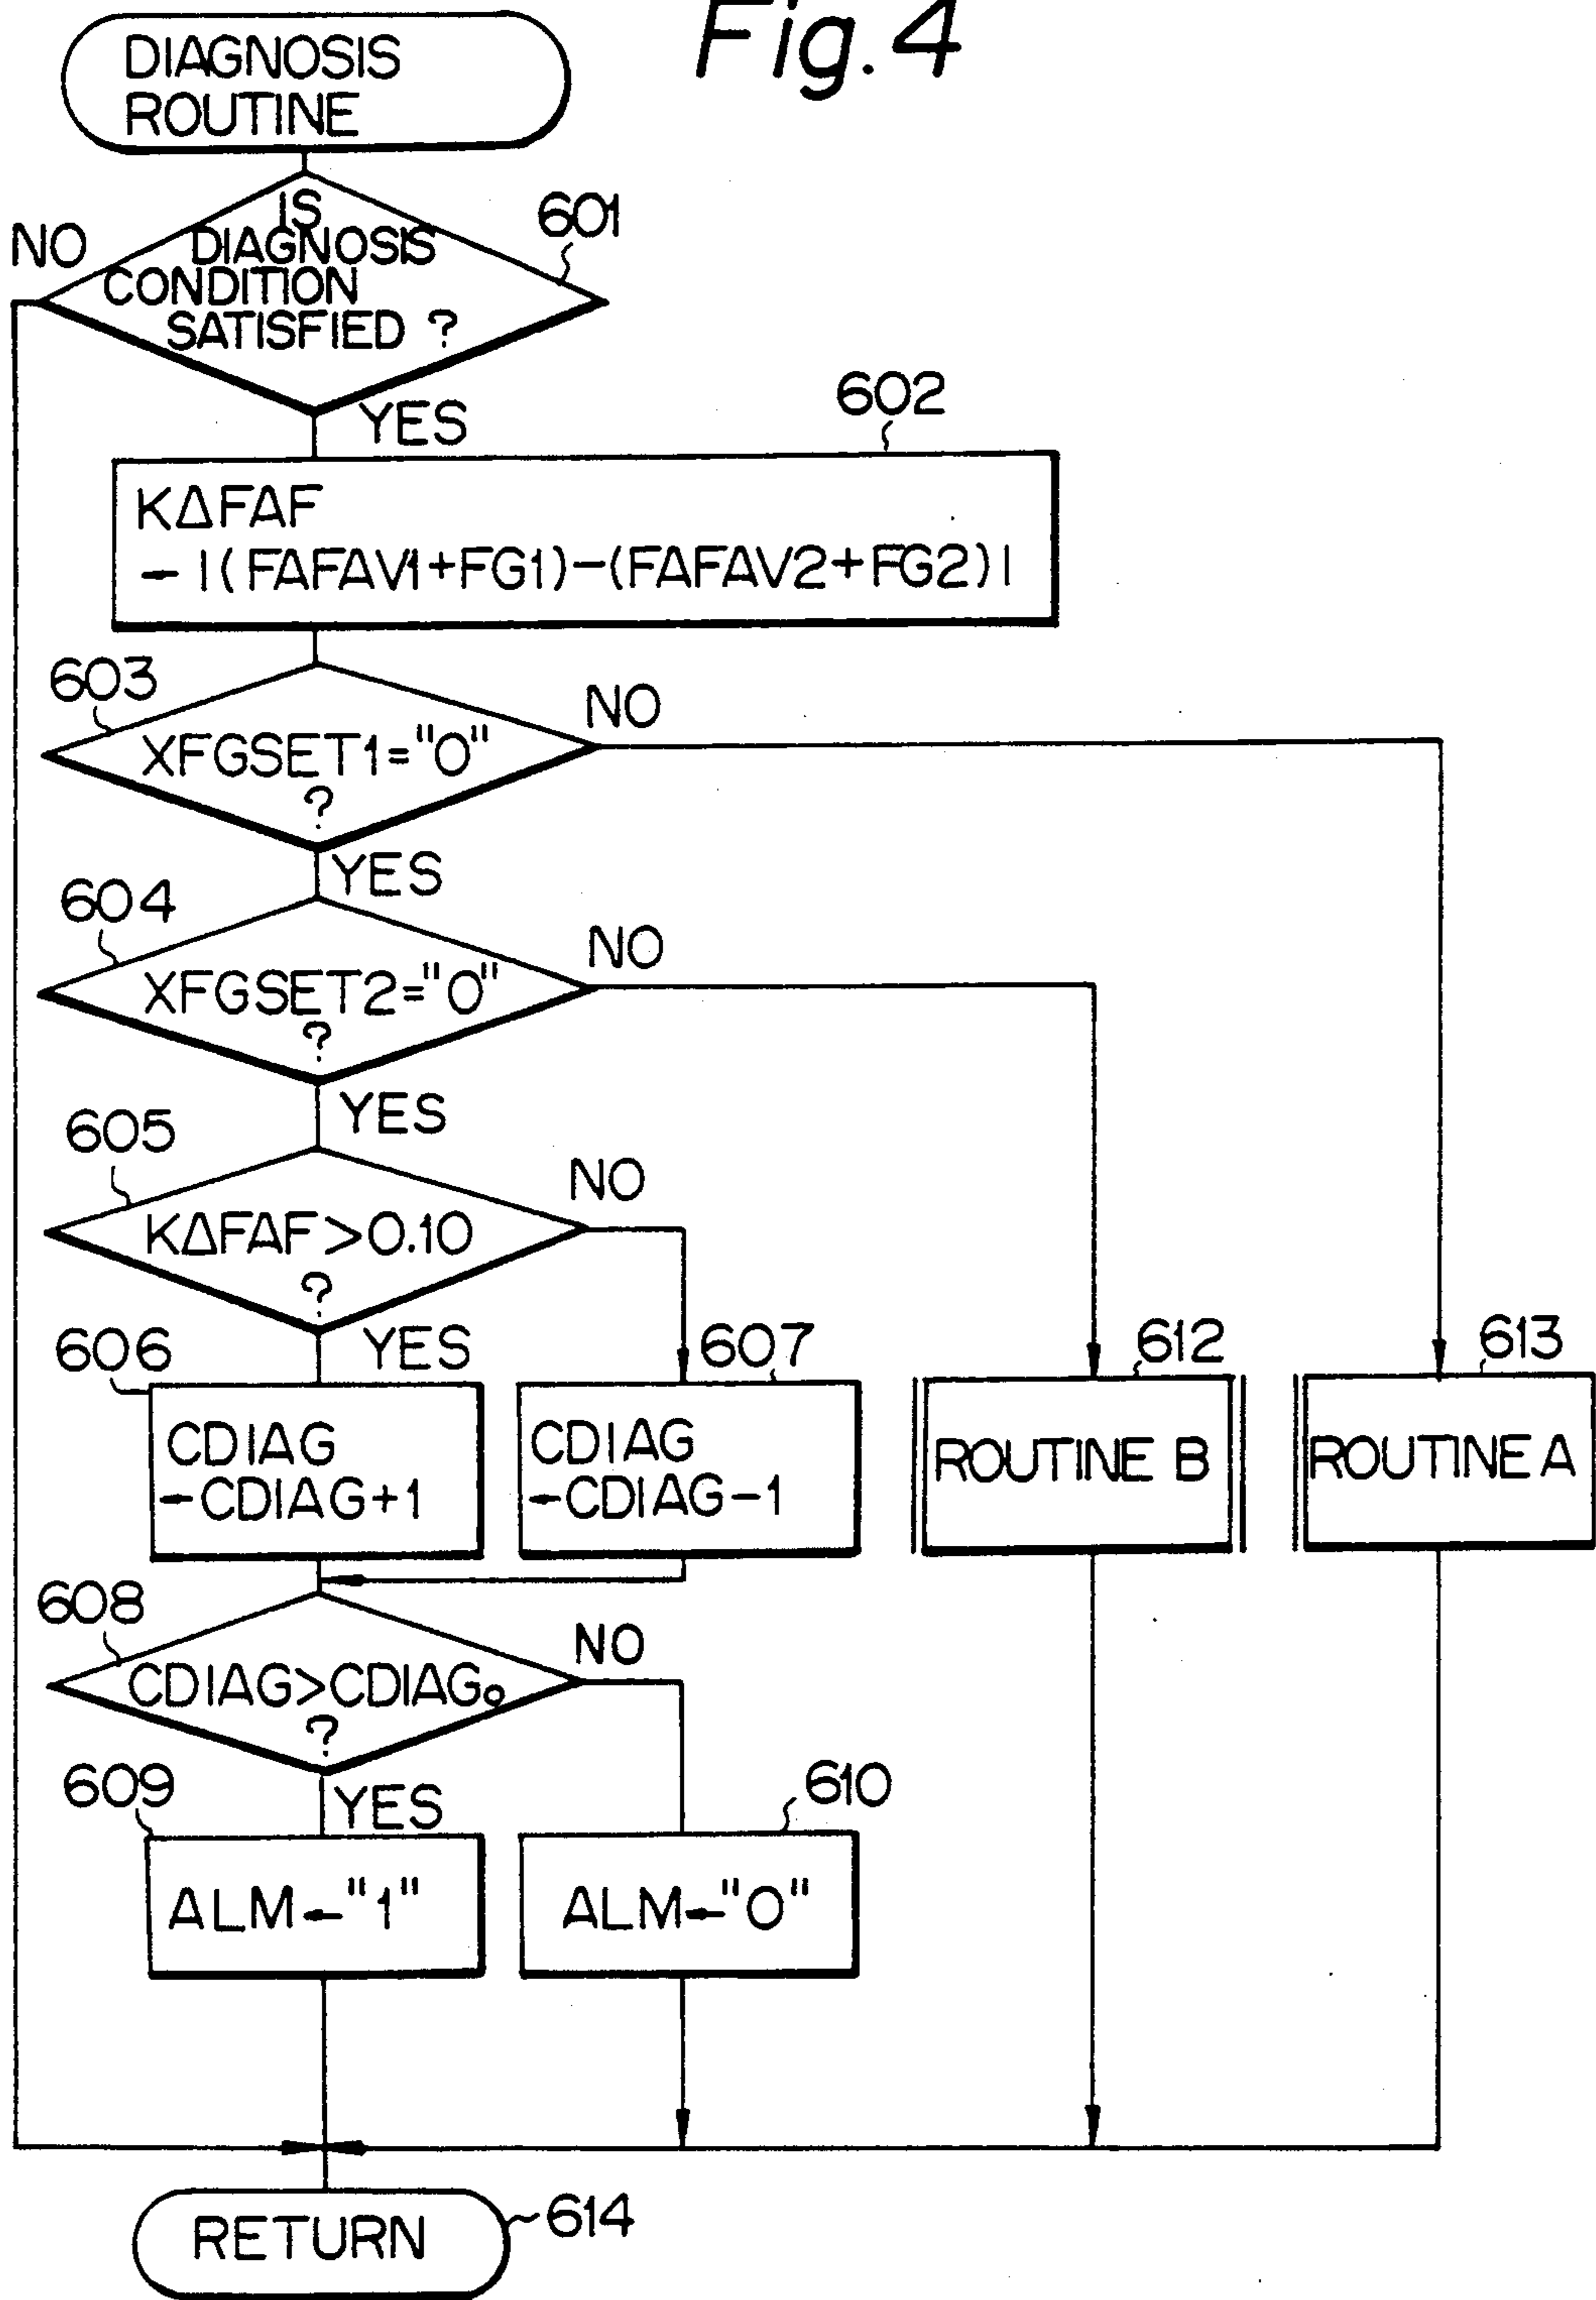 Fig.4
DIAGNOSIS
ROUTINE
IS
DIAGNOSIS
CONDITION
SATISFIED ?
601
NO
YES
602
KΔFAF
← |(FAFAV1+FG1)−(FAFAV2+FG2)|
603
XFGSET1="0"
?
NO
YES
604
XFGSET2="0"
?
NO
YES
605
KΔFAF>0.10
?
NO
YES
606
CDIAG
←CDIAG+1
607
CDIAG
←CDIAG−1
612
ROUTINE B
613
ROUTINE A
608
CDIAG>CDIAG₀
?
NO
YES
609
ALM←"1"
610
ALM←"0"
RETURN
614